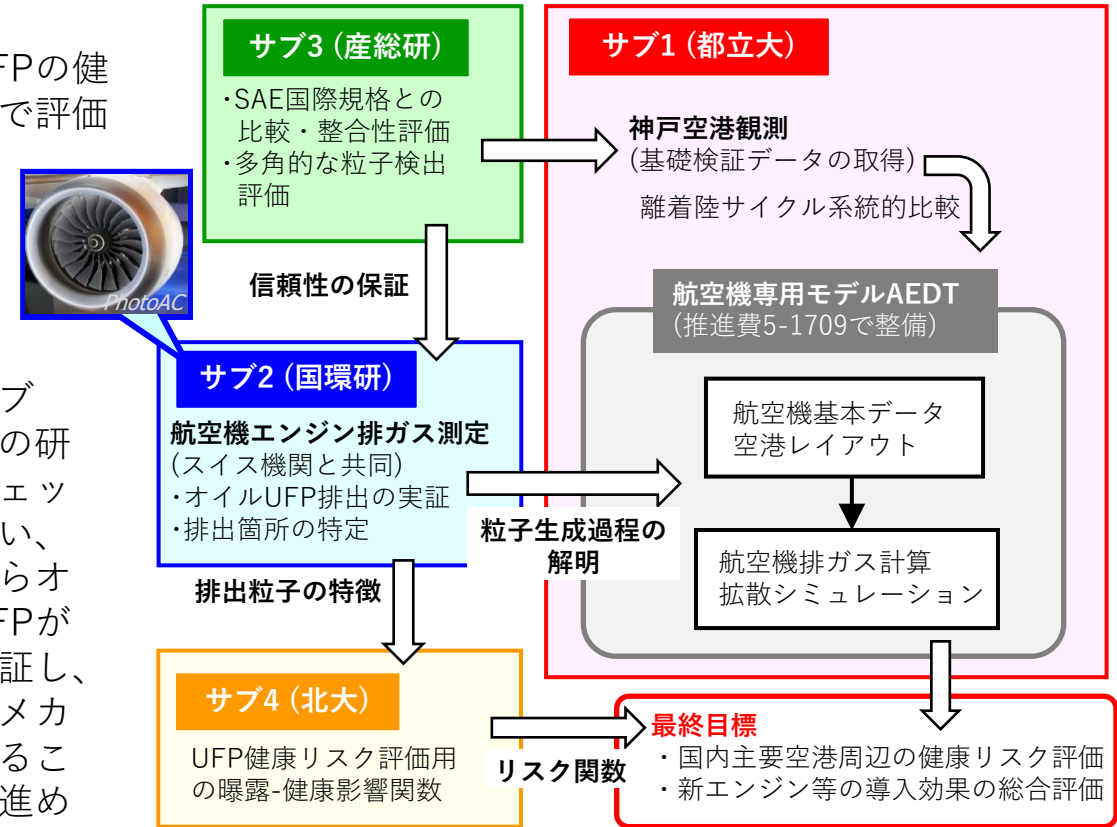 FPの健
で評価
ブ
の研
ェッ
い、
らオ
FPが
証し、
メカ
るこ
進め
サブ3 (産総研)
・SAE国際規格との
比較・整合性評価
・多角的な粒子検出
評価
PhotoAC
信頼性の保証
サブ2 (国環研)
航空機エンジン排ガス測定
(スイス機関と共同)
・オイルUFP排出の実証
・排出箇所の特定
粒子生成過程の
解明
排出粒子の特徴
サブ4 (北大)
UFP健康リスク評価用
の曝露-健康影響関数
リスク関数
サブ1 (都立大)
神戸空港観測
(基礎検証データの取得)
離着陸サイクル系統的比較
航空機専用モデルAEDT
(推進費5-1709で整備)
航空機基本データ
空港レイアウト
航空機排ガス計算
拡散シミュレーション
最終目標
・国内主要空港周辺の健康リスク評価
・新エンジン等の導入効果の総合評価